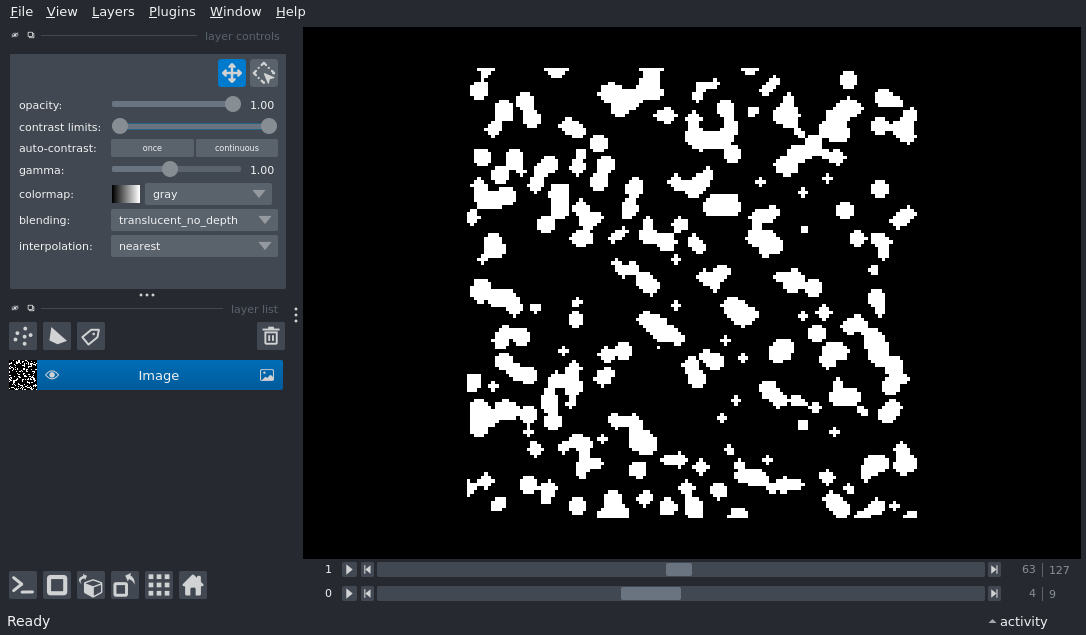 File View Layers Plugins Window Help
layer controls
opacity: 1.00
contrast limits:
auto-contrast: once continuous
gamma: 1.00
colormap: gray
blending: translucent_no_depth
interpolation: nearest
layer list
Image
1 63 127
0 4 9
Ready activity